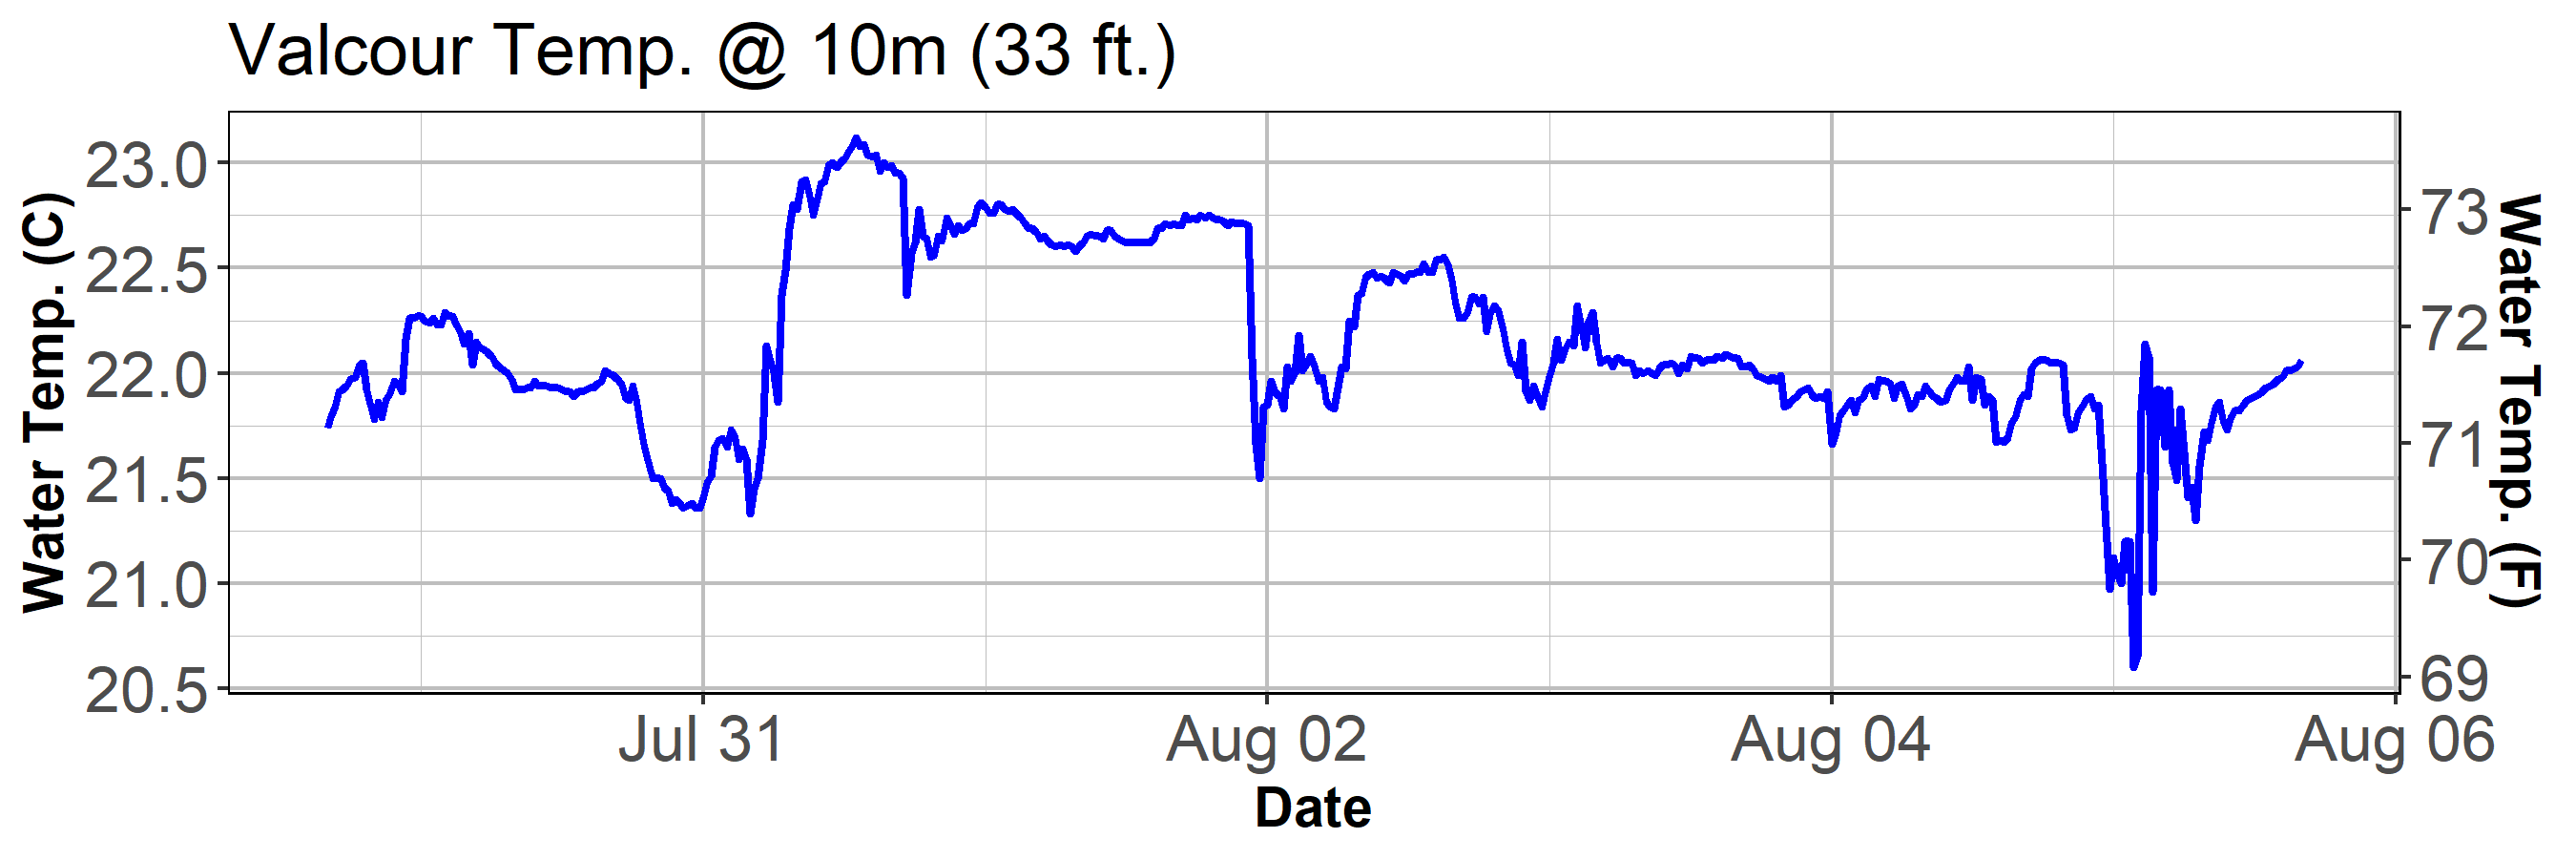 Valcour Temp. @ 10m (33 ft.)
Water Temp. (C)
23.0
22.5
22.0
21.5
21.0
20.5
73
72
71
70
69
Water Temp. (F)
Jul 31
Aug 02
Aug 04
Aug 06
Date